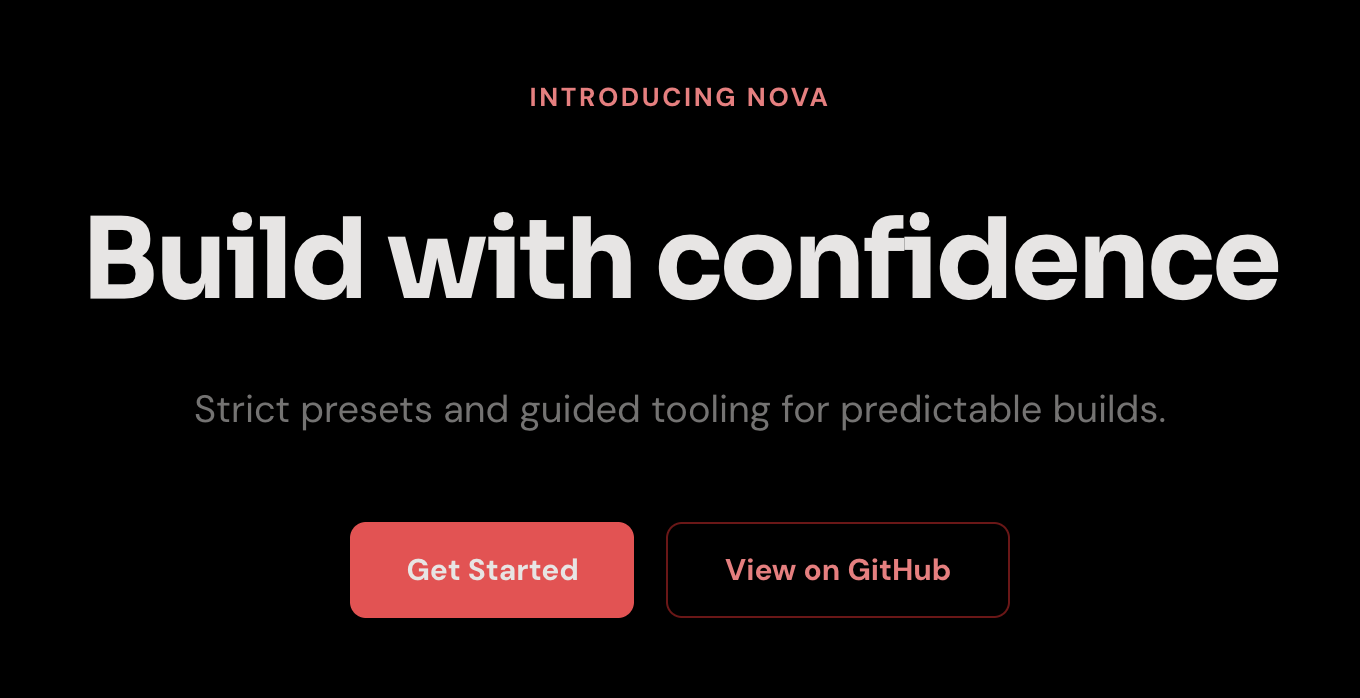 INTRODUCING NOVA
Build with confidence
Strict presets and guided tooling for predictable builds.
Get Started
View on GitHub